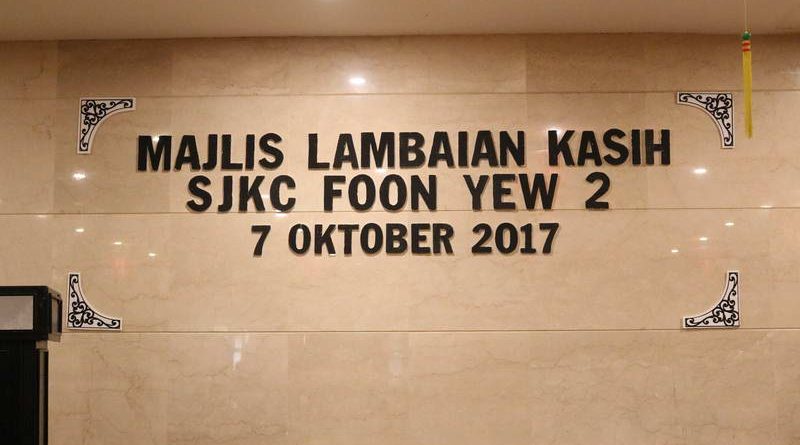 MAJLIS LAMBAIAN KASIH
SJKC FOON YEW 2
7 OKTOBER 2017